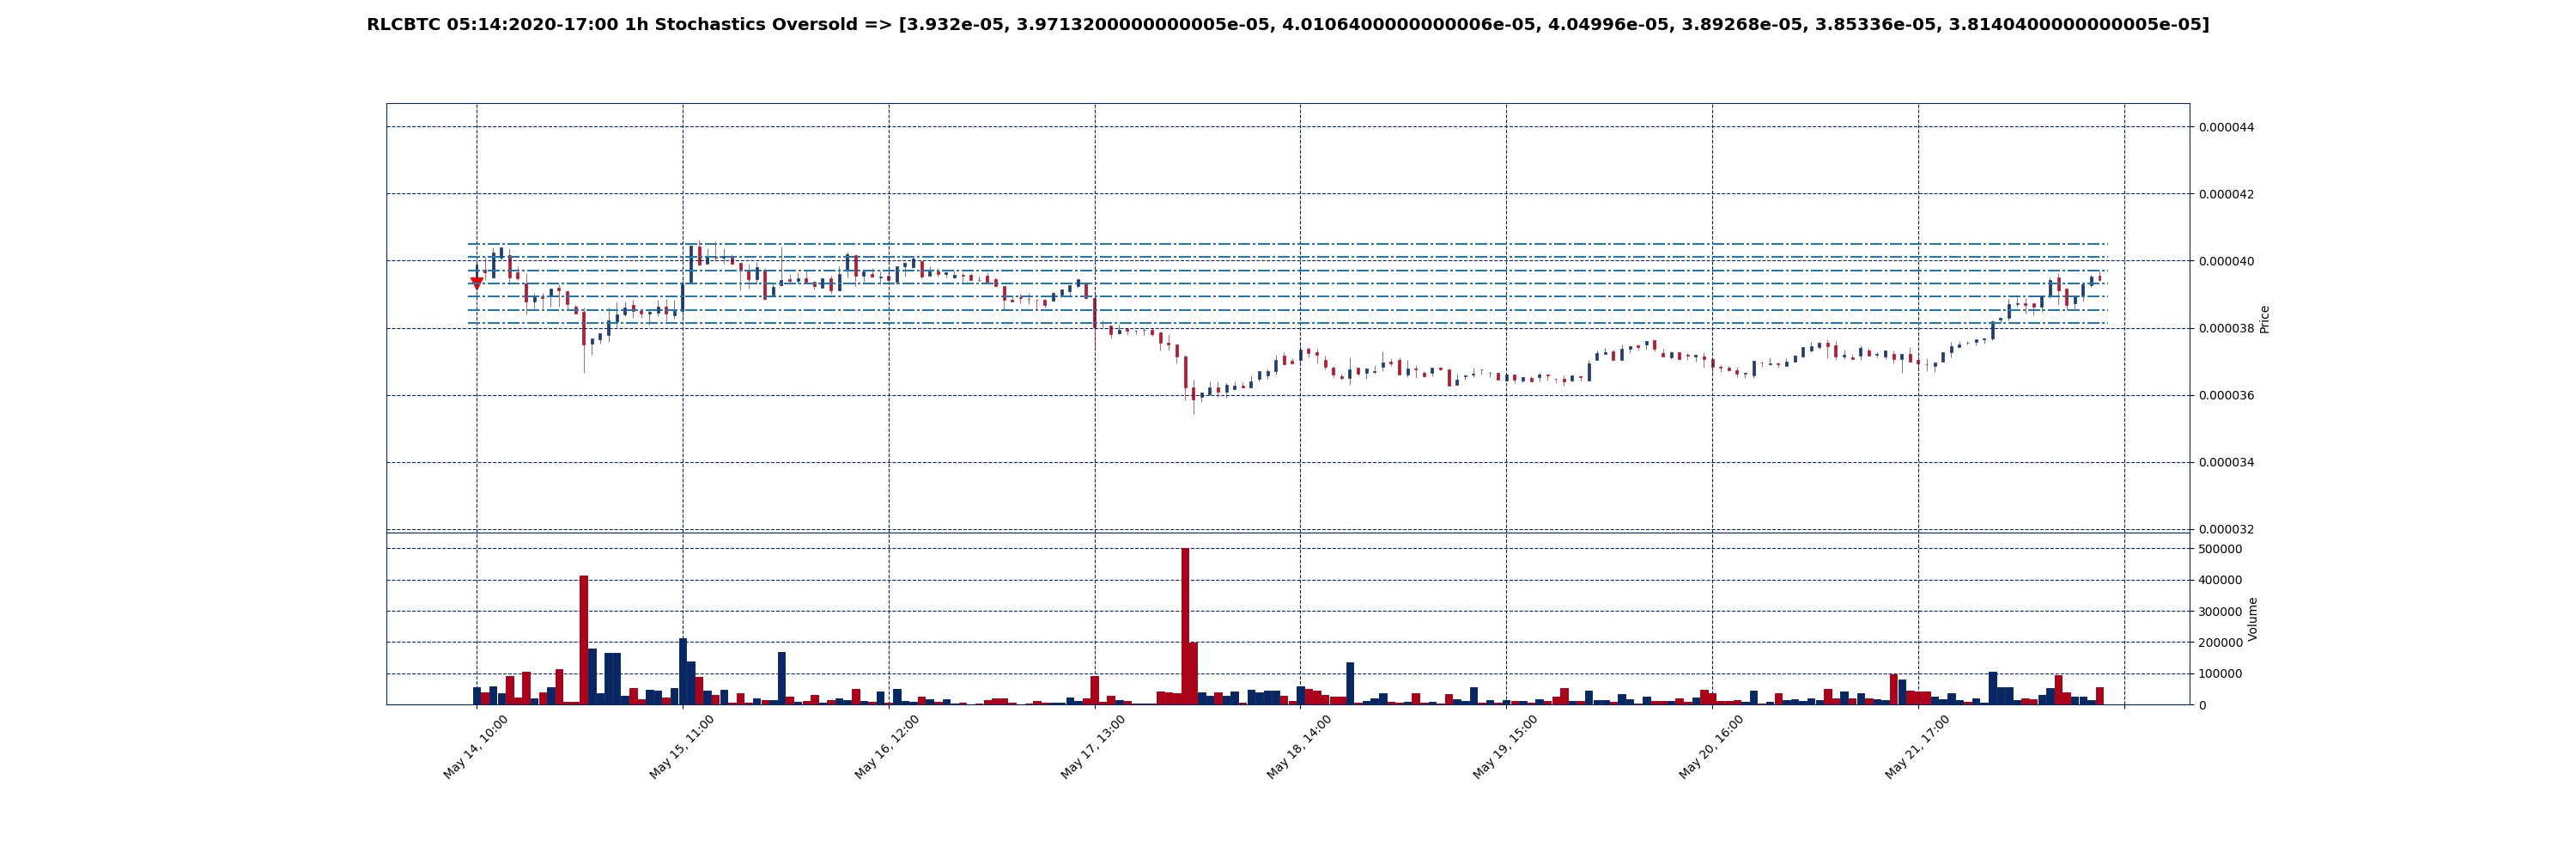 RLCBTC 05:14:2020-17:00 1h Stochastics Oversold => [3.932e-05, 3.9713200000000005e-05, 4.0106400000000006e-05, 4.04996e-05, 3.89268e-05, 3.85336e-05, 3.8140400000000005e-05]
0.000044
0.000042
0.000040
0.000038
0.000036
0.000034
0.000032
Price
500000
400000
300000
200000
100000
0
Volume
May 14, 10:00
May 15, 11:00
May 16, 12:00
May 17, 13:00
May 18, 14:00
May 19, 15:00
May 20, 16:00
May 21, 17:00